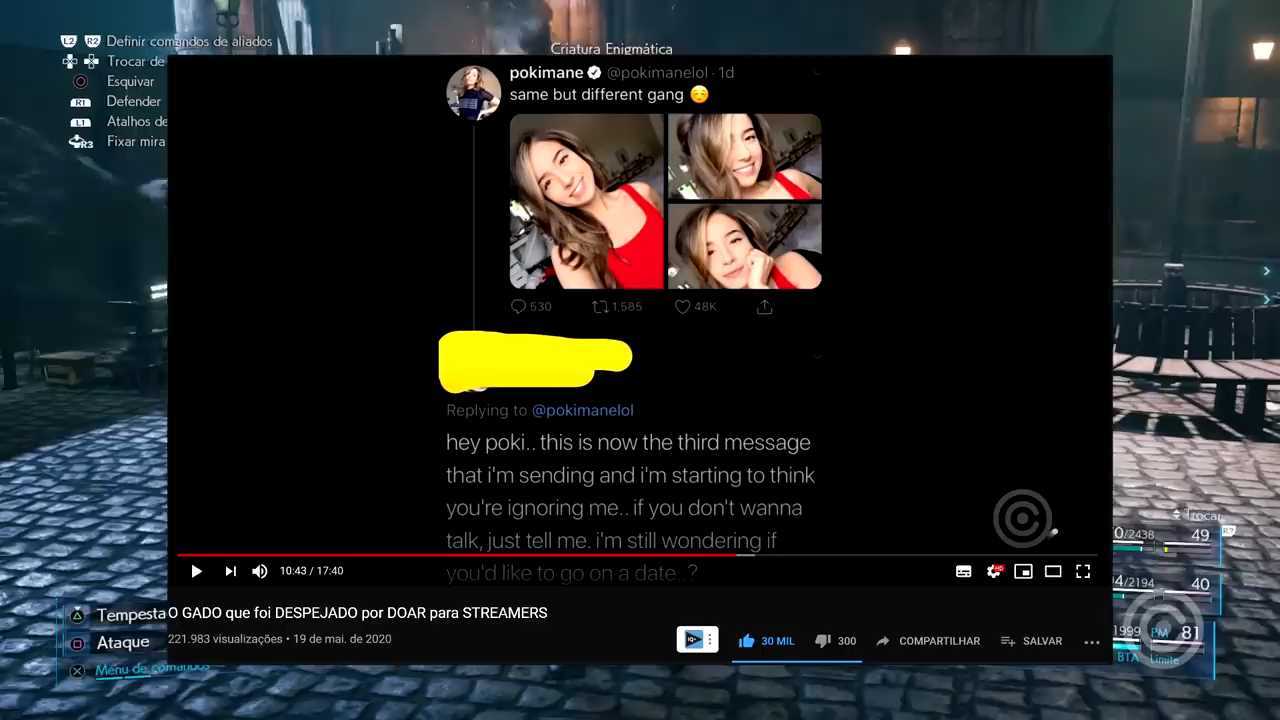 L2 R2 Definir comandos de aliados
Trocar de
Esquivar
R1 Defender
L1 Atalhos de
R3 Fixar mira
Criatura Enigmática
pokimane @pokimanelol · 1d
same but different gang
530 1,585 48K
Replying to @pokimanelol
hey poki.. this is now the third message
that i'm sending and i'm starting to think
you're ignoring me.. if you don't wanna
talk, just tell me. i'm still wondering if
you'd like to go on a date..?
10:43 / 17:40
HD
O GADO que foi DESPEJADO por DOAR para STREAMERS
221.983 visualizações • 19 de mai. de 2020
30 MIL 300 COMPARTILHAR SALVAR
Tempesta
Ataque
Menu de comandos
Trocar
R2
0/2438 49
4/2194 40
1999 PM 81
BTA Limite